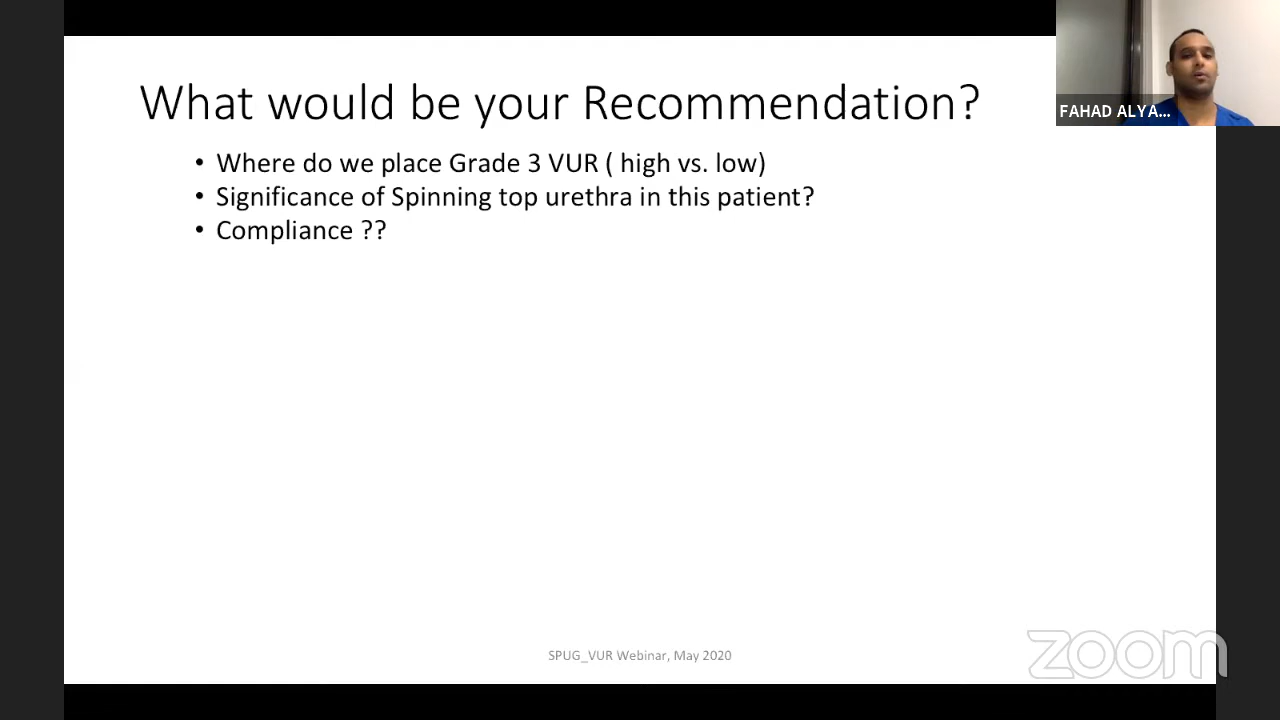 What would be your Recommendation?
• Where do we place Grade 3 VUR ( high vs. low)
• Significance of Spinning top urethra in this patient?
• Compliance ??
FAHAD ALYA...
SPUG_VUR Webinar, May 2020
zoom